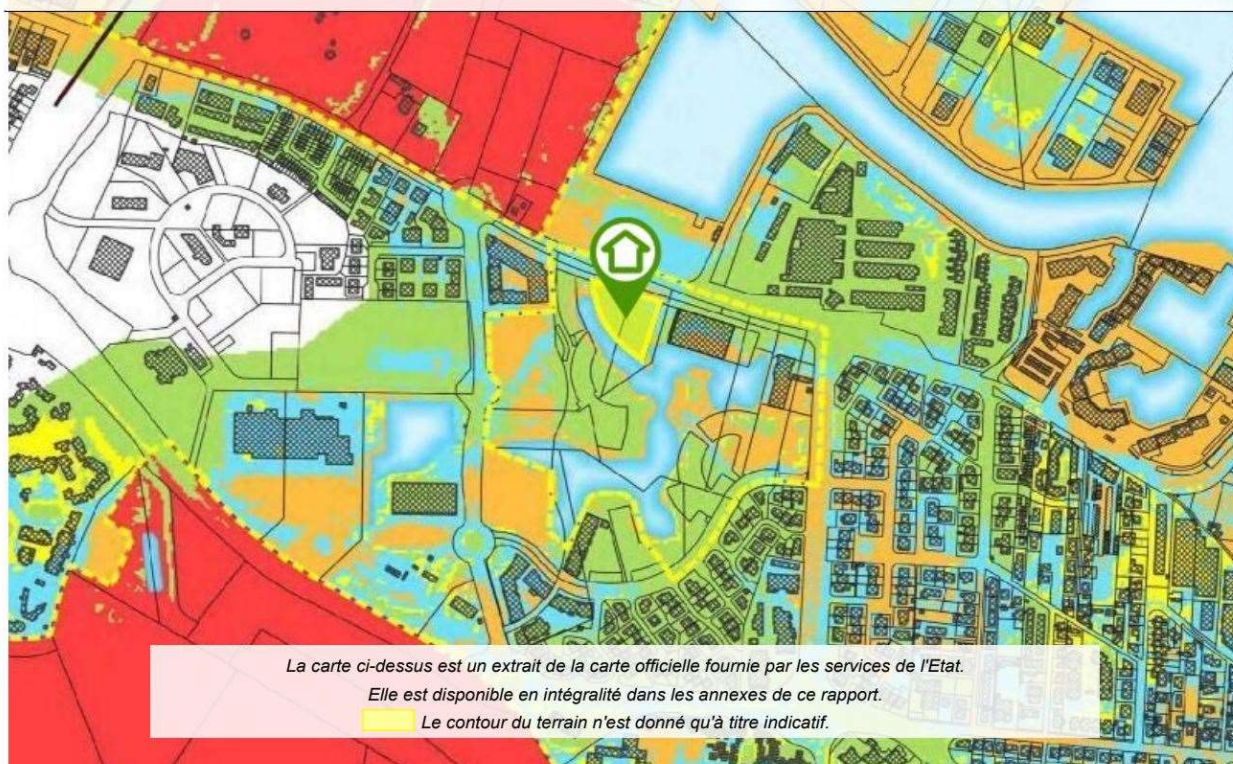 La carte ci-dessus est un extrait de la carte officielle fournie par les services de l'Etat.
Elle est disponible en intégralité dans les annexes de ce rapport.
Le contour du terrain n'est donné qu'à titre indicatif.